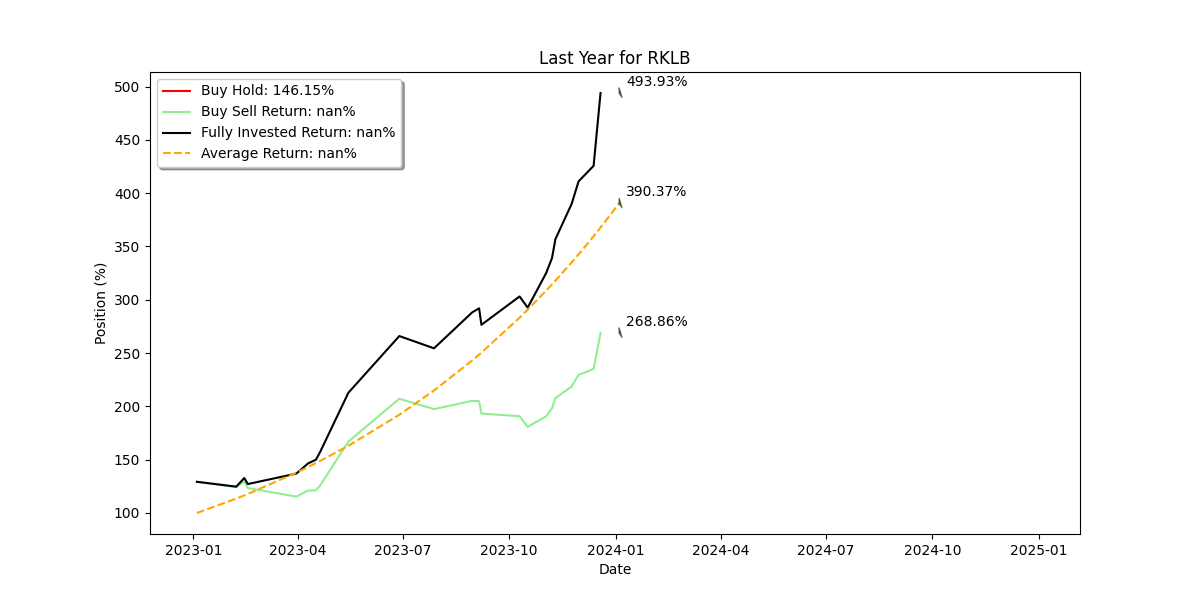 Last Year for RKLB
Buy Hold: 146.15%
Buy Sell Return: nan%
Fully Invested Return: nan%
Average Return: nan%
493.93%
390.37%
268.86%
500
450
400
350
300
250
200
150
100
Position (%)
2023-01 2023-04 2023-07 2023-10 2024-01 2024-04 2024-07 2024-10 2025-01
Date